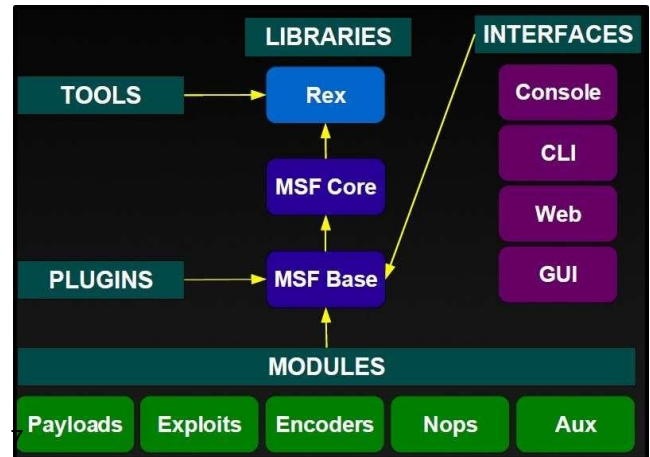 LIBRARIES
INTERFACES
TOOLS
Rex
Console
MSF Core
CLI
Web
PLUGINS
MSF Base
GUI
MODULES
Payloads
Exploits
Encoders
Nops
Aux
7